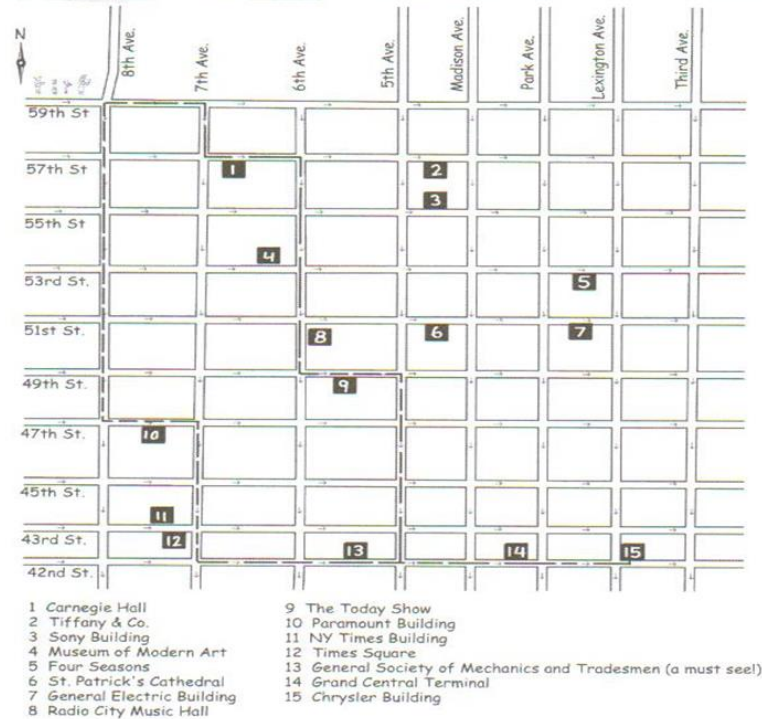 N
8th Ave.
7th Ave.
6th Ave.
5th Ave.
Madison Ave.
Park Ave.
Lexington Ave.
Third Ave.
59th St
57th St
1
2
3
55th St
4
53rd St.
5
51st St.
8
6
7
49th St.
9
47th St.
10
45th St.
11
43rd St.
12
13
14
15
42nd St.
1 Carnegie Hall
2 Tiffany & Co.
3 Sony Building
4 Museum of Modern Art
5 Four Seasons
6 St. Patrick's Cathedral
7 General Electric Building
8 Radio City Music Hall
9 The Today Show
10 Paramount Building
11 NY Times Building
12 Times Square
13 General Society of Mechanics and Tradesmen (a must see!)
14 Grand Central Terminal
15 Chrysler Building